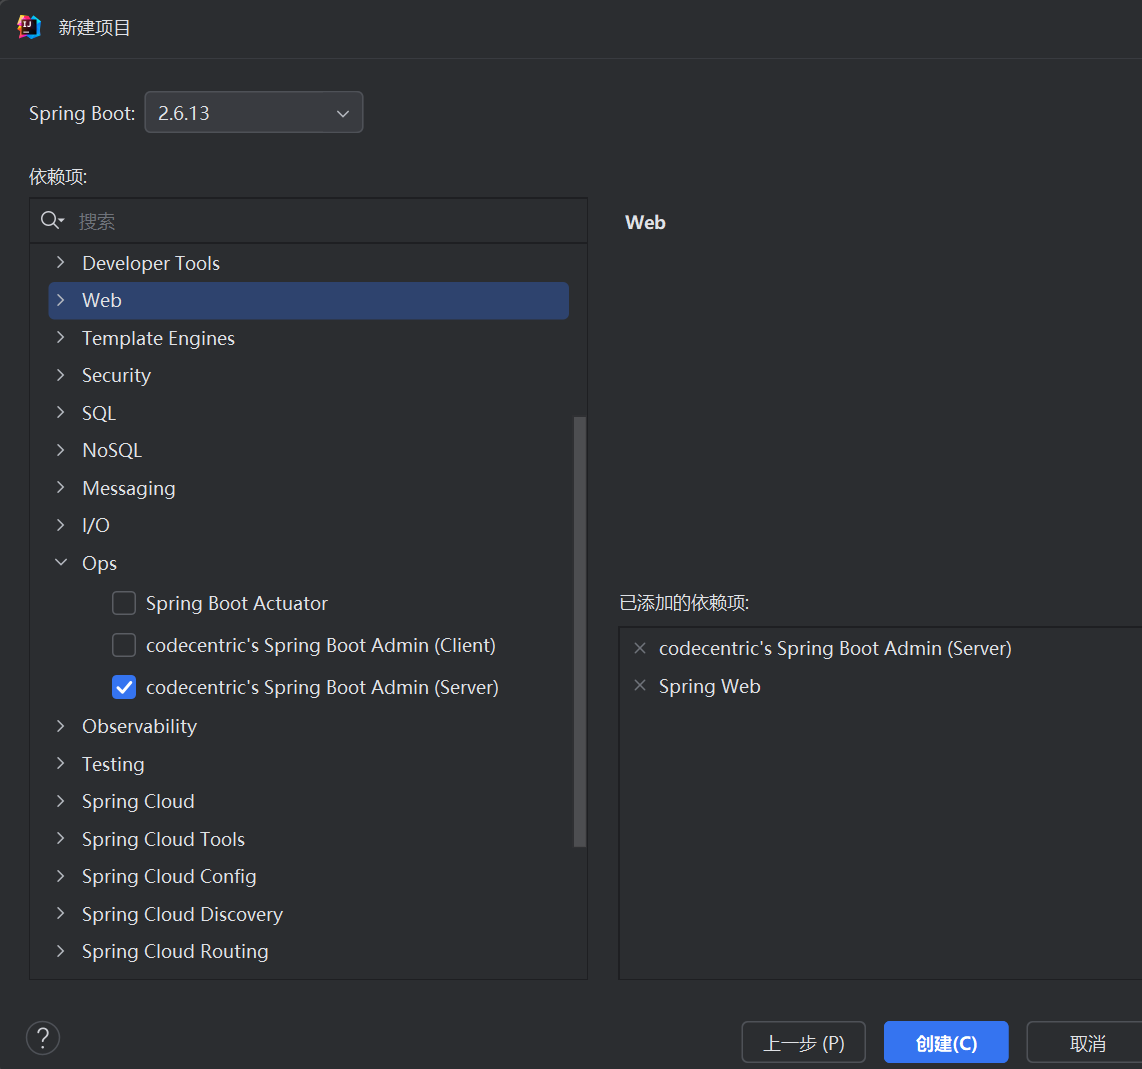 新建项目
Spring Boot: 2.6.13
依赖项:
搜索
Developer Tools
Web
Template Engines
Security
SQL
NoSQL
Messaging
I/O
Ops
Spring Boot Actuator
codecentric's Spring Boot Admin (Client)
codecentric's Spring Boot Admin (Server)
Observability
Testing
Spring Cloud
Spring Cloud Tools
Spring Cloud Config
Spring Cloud Discovery
Spring Cloud Routing
Web
已添加的依赖项:
codecentric's Spring Boot Admin (Server)
Spring Web
?
上一步 (P)
创建(C)
取消